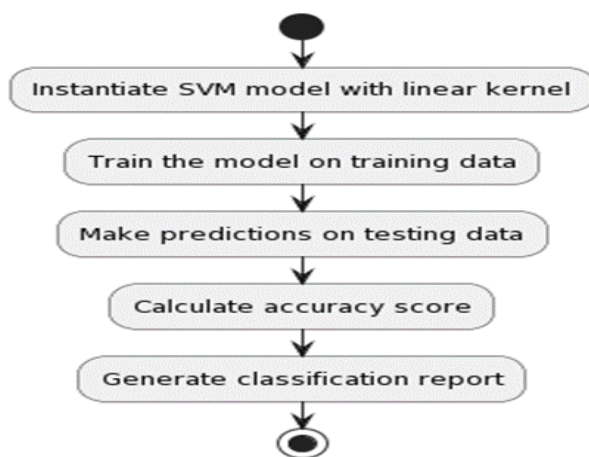 Instantiate SVM model with linear kernel
Train the model on training data
Make predictions on testing data
Calculate accuracy score
Generate classification report